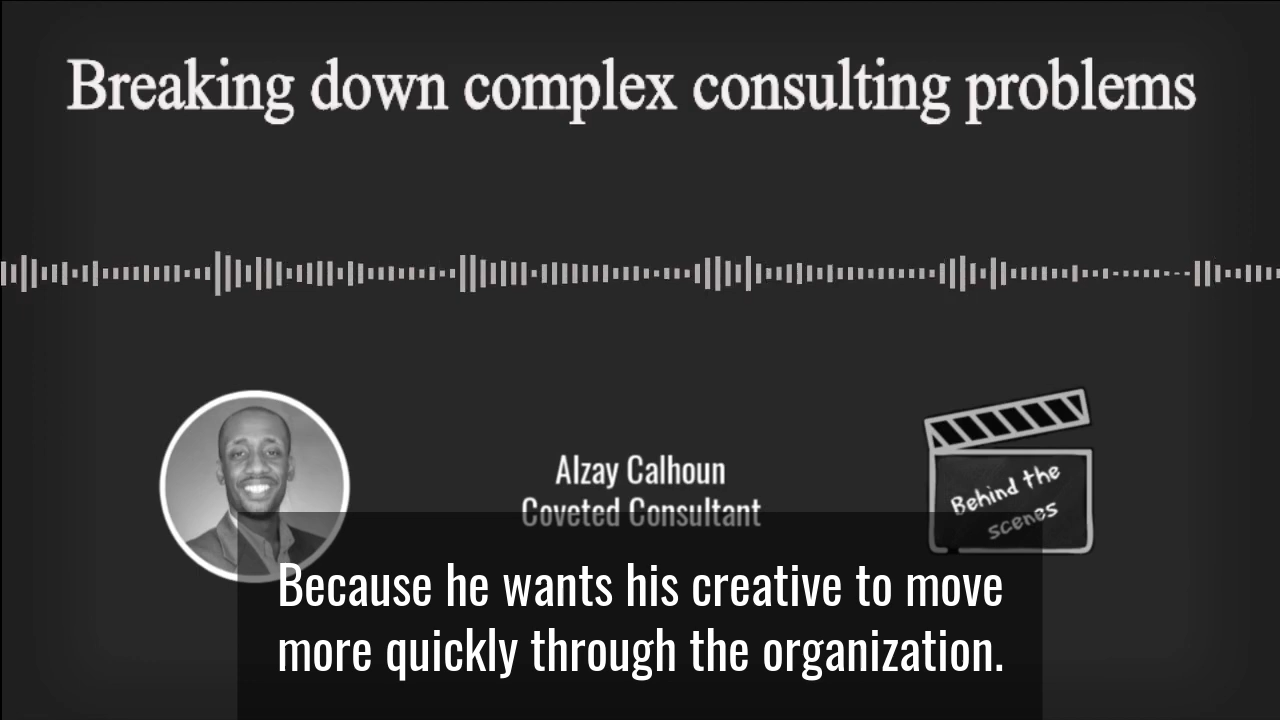 Breaking down complex consulting problems
Alzay Calhoun
Coveted Consultant
Behind the
scenes
Because he wants his creative to move
more quickly through the organization.